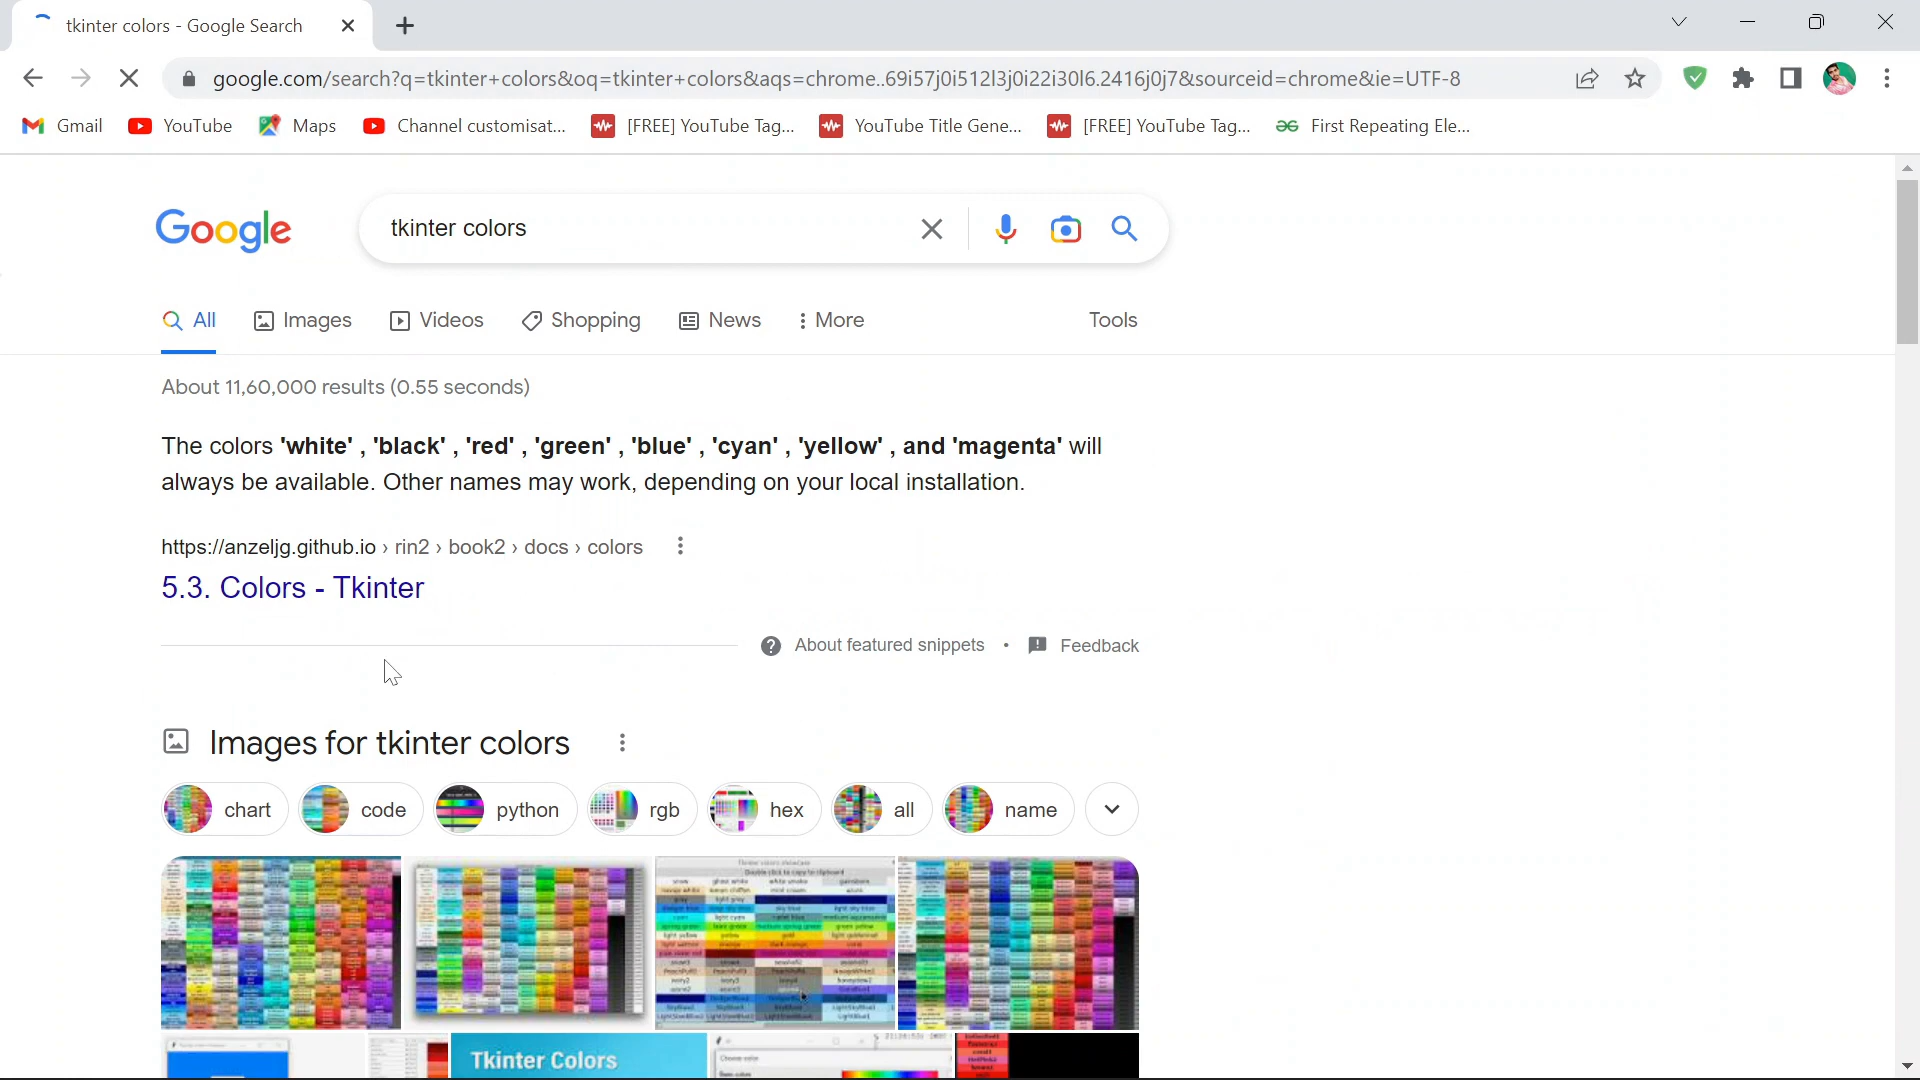 tkinter colors - Google Search
google.com/search?q=tkinter+colors&oq=tkinter+colors&aqs=chrome..69i57j0i512l3j0i22i30l6.2416j0j7&sourceid=chrome&ie=UTF-8
Gmail YouTube Maps Channel customisat... [FREE] YouTube Tag... YouTube Title Gene... [FREE] YouTube Tag... First Repeating Ele...
Google tkinter colors
All Images Videos Shopping News More Tools
About 11,60,000 results (0.55 seconds)
The colors 'white' , 'black' , 'red' , 'green' , 'blue' , 'cyan' , 'yellow' , and 'magenta' will
always be available. Other names may work, depending on your local installation.
https://anzeljg.github.io › rin2 › book2 › docs › colors
5.3. Colors - Tkinter
About featured snippets • Feedback
Images for tkinter colors
chart code python rgb hex all name
Tkinter Colors